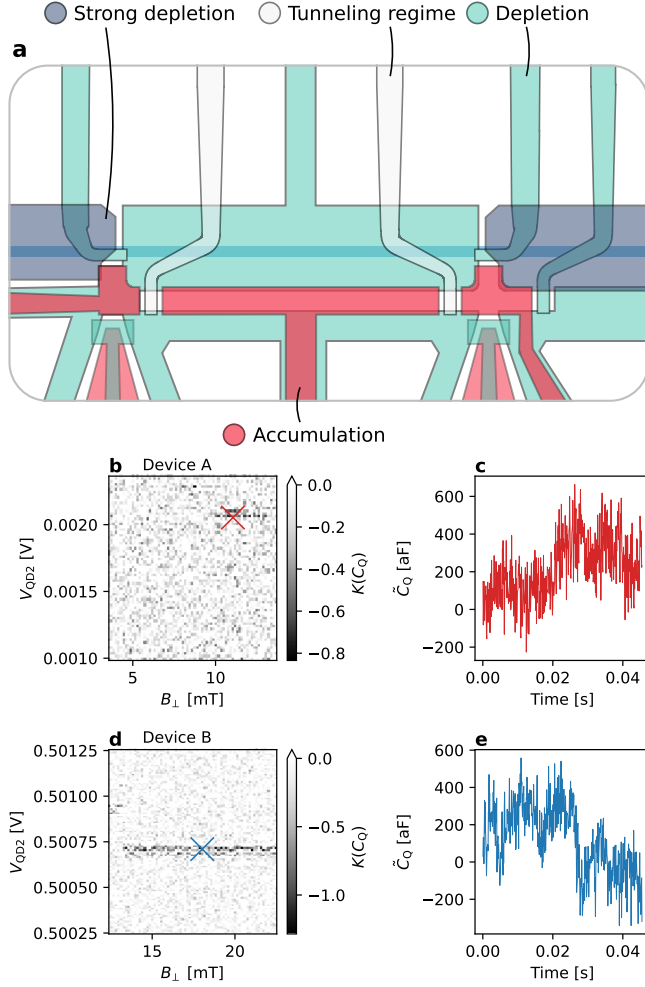 Strong depletion Tunneling regime Depletion
a
Accumulation
b Device A
V_QD2 [V]
0.0020
0.0015
0.0010
5 10
B⊥ [mT]
0.0
−0.2
−0.4
−0.6
−0.8
K(C_Q)
c
C̃_Q [aF]
600
400
200
0
−200
0.00 0.02 0.04
Time [s]
d Device B
V_QD2 [V]
0.50125
0.50100
0.50075
0.50050
0.50025
15 20
B⊥ [mT]
0.0
−0.5
−1.0
K(C_Q)
e
C̃_Q [aF]
600
400
200
0
−200
0.00 0.02 0.04
Time [s]